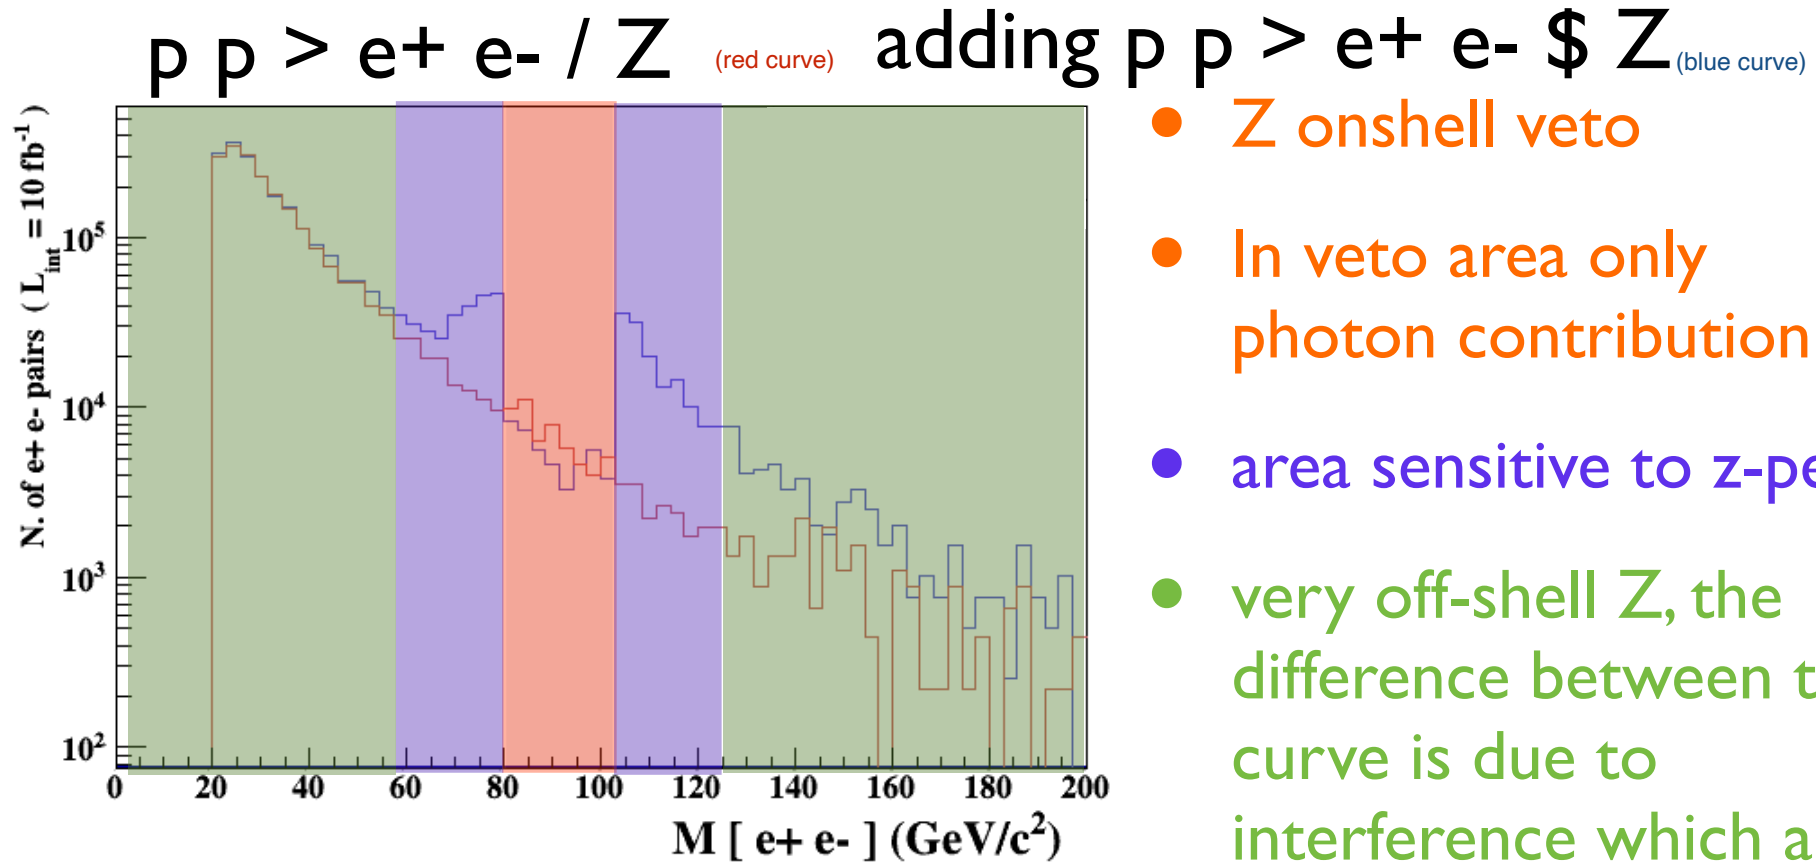 p p > e+ e- / Z (red curve) adding p p > e+ e- $ Z (blue curve)
• Z onshell veto
• In veto area only
photon contribution
• area sensitive to z-pe
• very off-shell Z, the
difference between t
curve is due to
interference which a
N. of e+ e- pairs ( L_int = 10 fb^-1 )
10^5
10^4
10^3
10^2
0 20 40 60 80 100 120 140 160 180 200
M [ e+ e- ] (GeV/c^2)